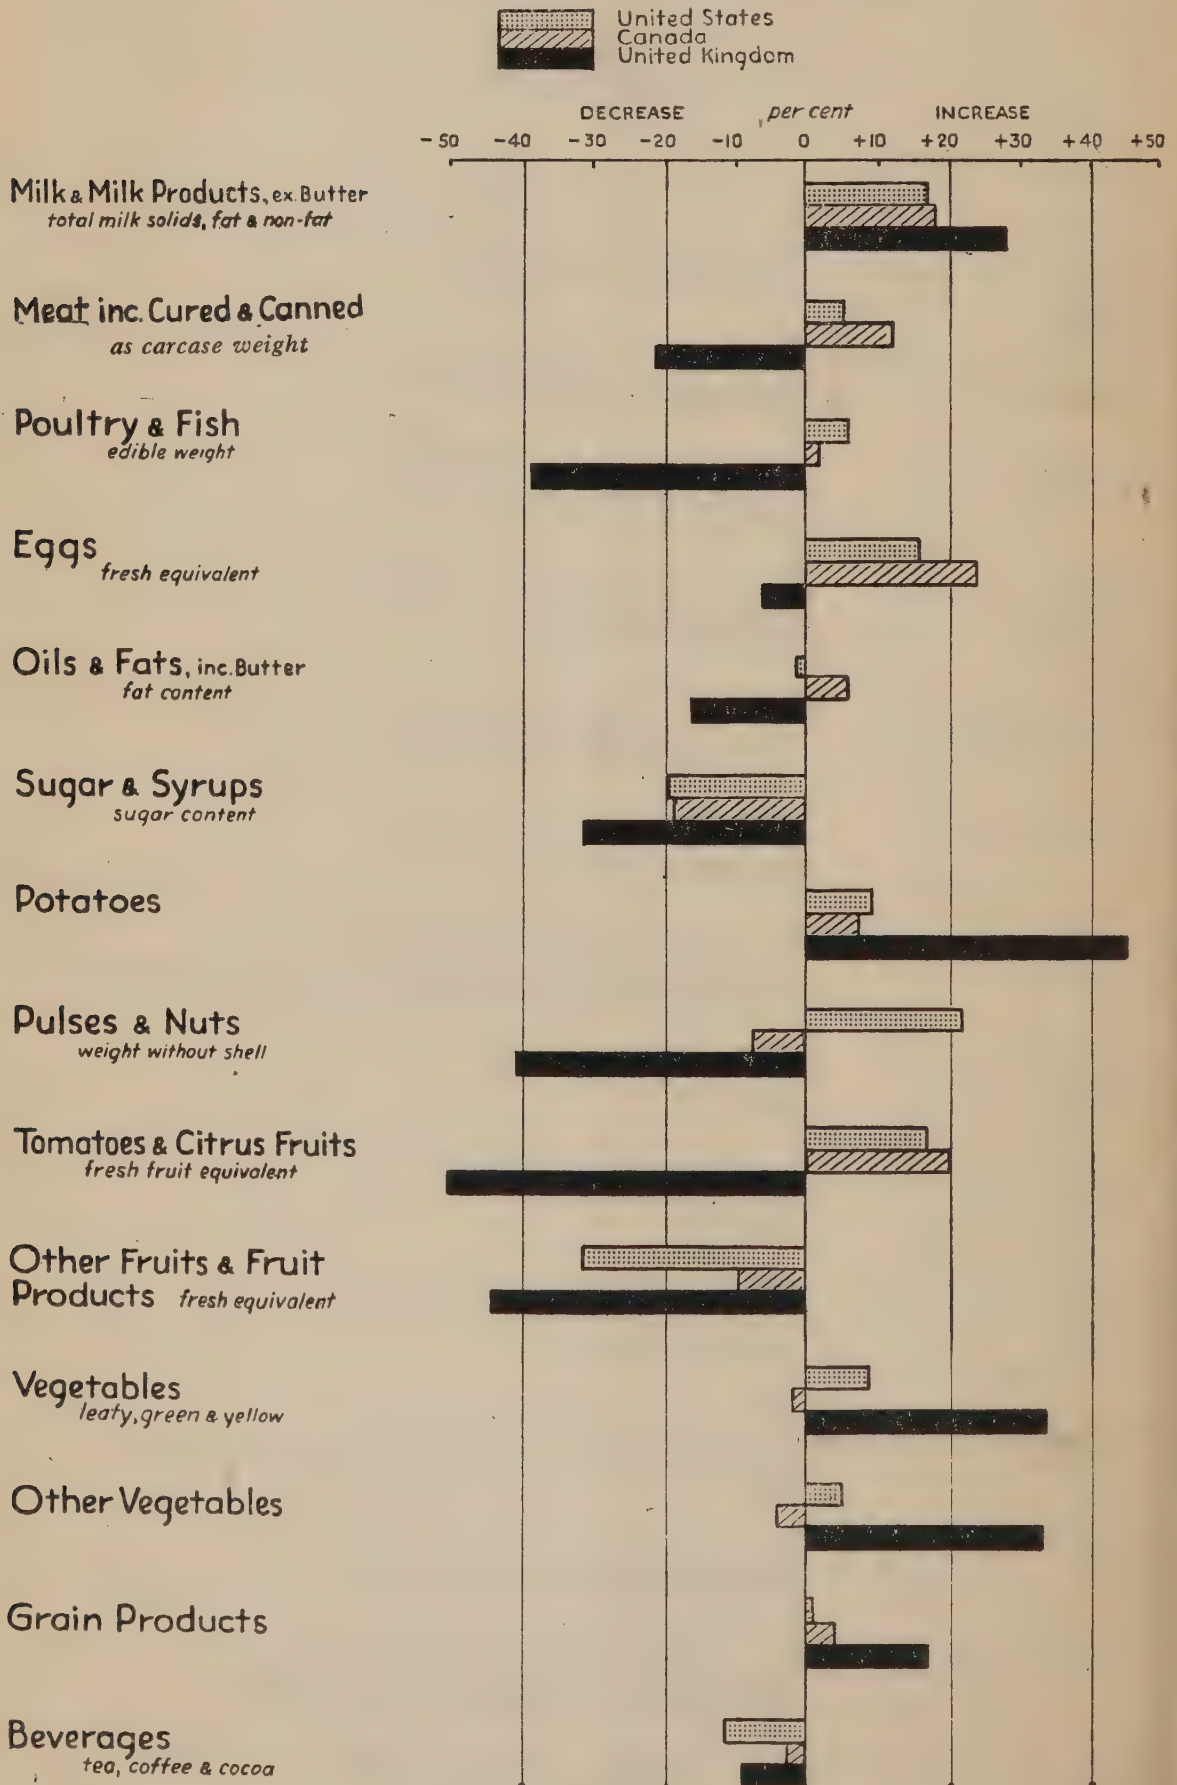 United States
Canada
United Kingdom
DECREASE per cent INCREASE
-50 -40 -30 -20 -10 0 +10 +20 +30 +40 +50
Milk & Milk Products, ex. Butter
total milk solids, fat & non-fat
Meat inc. Cured & Canned
as carcase weight
Poultry & Fish
edible weight
Eggs
fresh equivalent
Oils & Fats, inc. Butter
fat content
Sugar & Syrups
sugar content
Potatoes
Pulses & Nuts
weight without shell
Tomatoes & Citrus Fruits
fresh fruit equivalent
Other Fruits & Fruit
Products fresh equivalent
Vegetables
leafy, green & yellow
Other Vegetables
Grain Products
Beverages
tea, coffee & cocoa